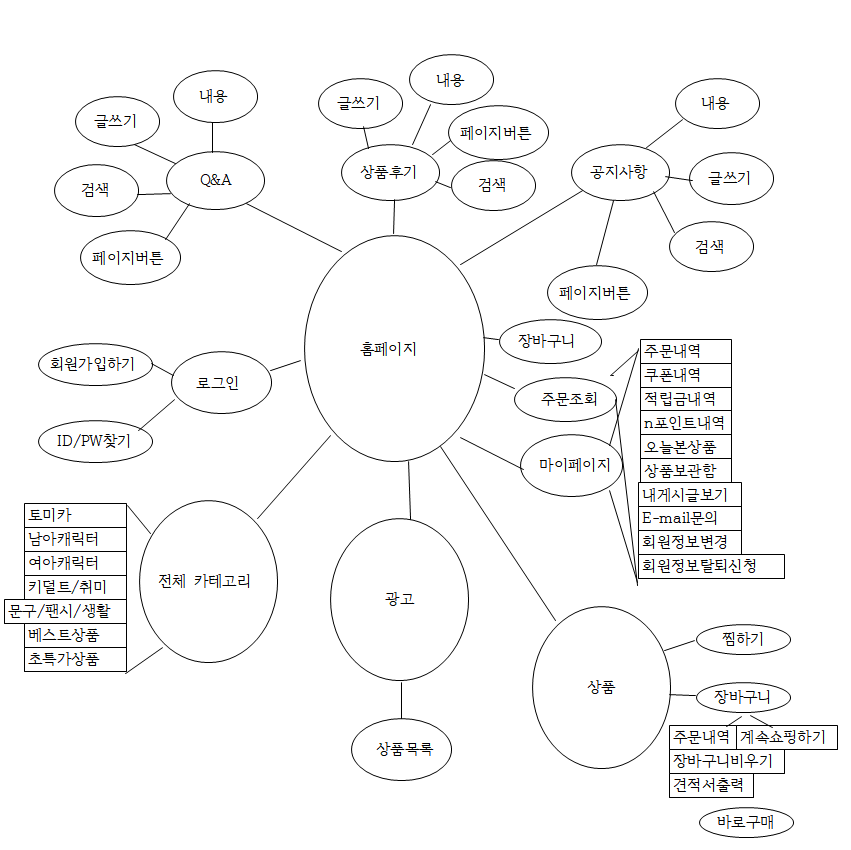 내용
글쓰기
Q&A
검색
페이지버튼
내용
글쓰기
페이지버튼
상품후기
검색
내용
공지사항
글쓰기
검색
페이지버튼
홈페이지
장바구니
주문조회
마이페이지
주문내역
쿠폰내역
적립금내역
n포인트내역
오늘본상품
상품보관함
내게시글보기
E-mail문의
회원정보변경
회원정보탈퇴신청
회원가입하기
로그인
ID/PW찾기
토미카
남아캐릭터
여아캐릭터
키덜트/취미
문구/팬시/생활
베스트상품
초특가상품
전체 카테고리
광고
상품목록
상품
찜하기
장바구니
주문내역
계속쇼핑하기
장바구니비우기
견적서출력
바로구매